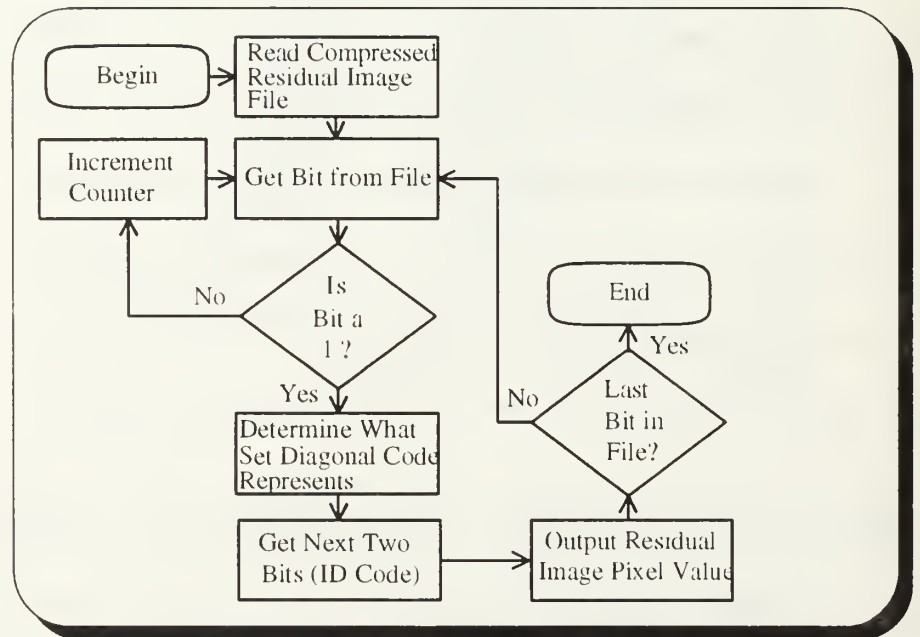 Begin
Read Compressed
Residual Image
File
Increment
Counter
Get Bit from File
No
Is
Bit a
1 ?
Yes
Determine What
Set Diagonal Code
Represents
Get Next Two
Bits (ID Code)
Output Residual
Image Pixel Value
Last
Bit in
File?
No
Yes
End